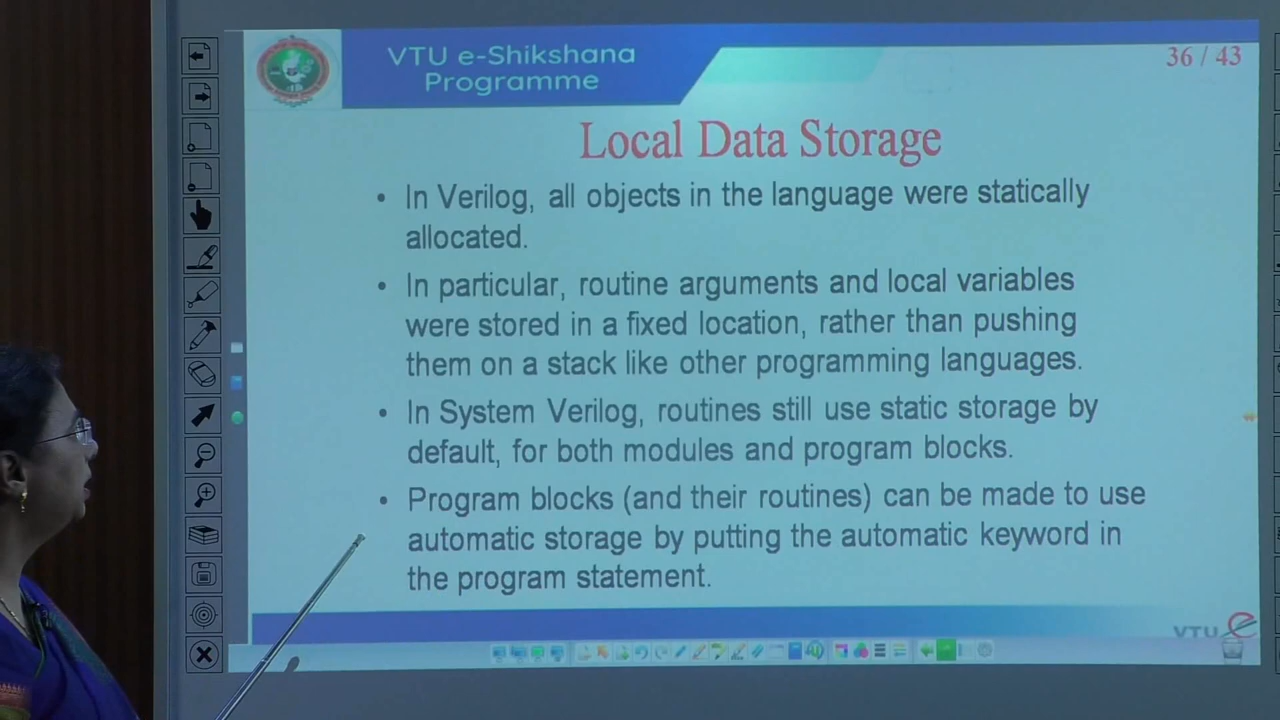 VTU e-Shikshana
Programme
36 / 43
Local Data Storage
• In Verilog, all objects in the language were statically
allocated.
• In particular, routine arguments and local variables
were stored in a fixed location, rather than pushing
them on a stack like other programming languages.
• In System Verilog, routines still use static storage by
default, for both modules and program blocks.
• Program blocks (and their routines) can be made to use
automatic storage by putting the automatic keyword in
the program statement.
VTU e